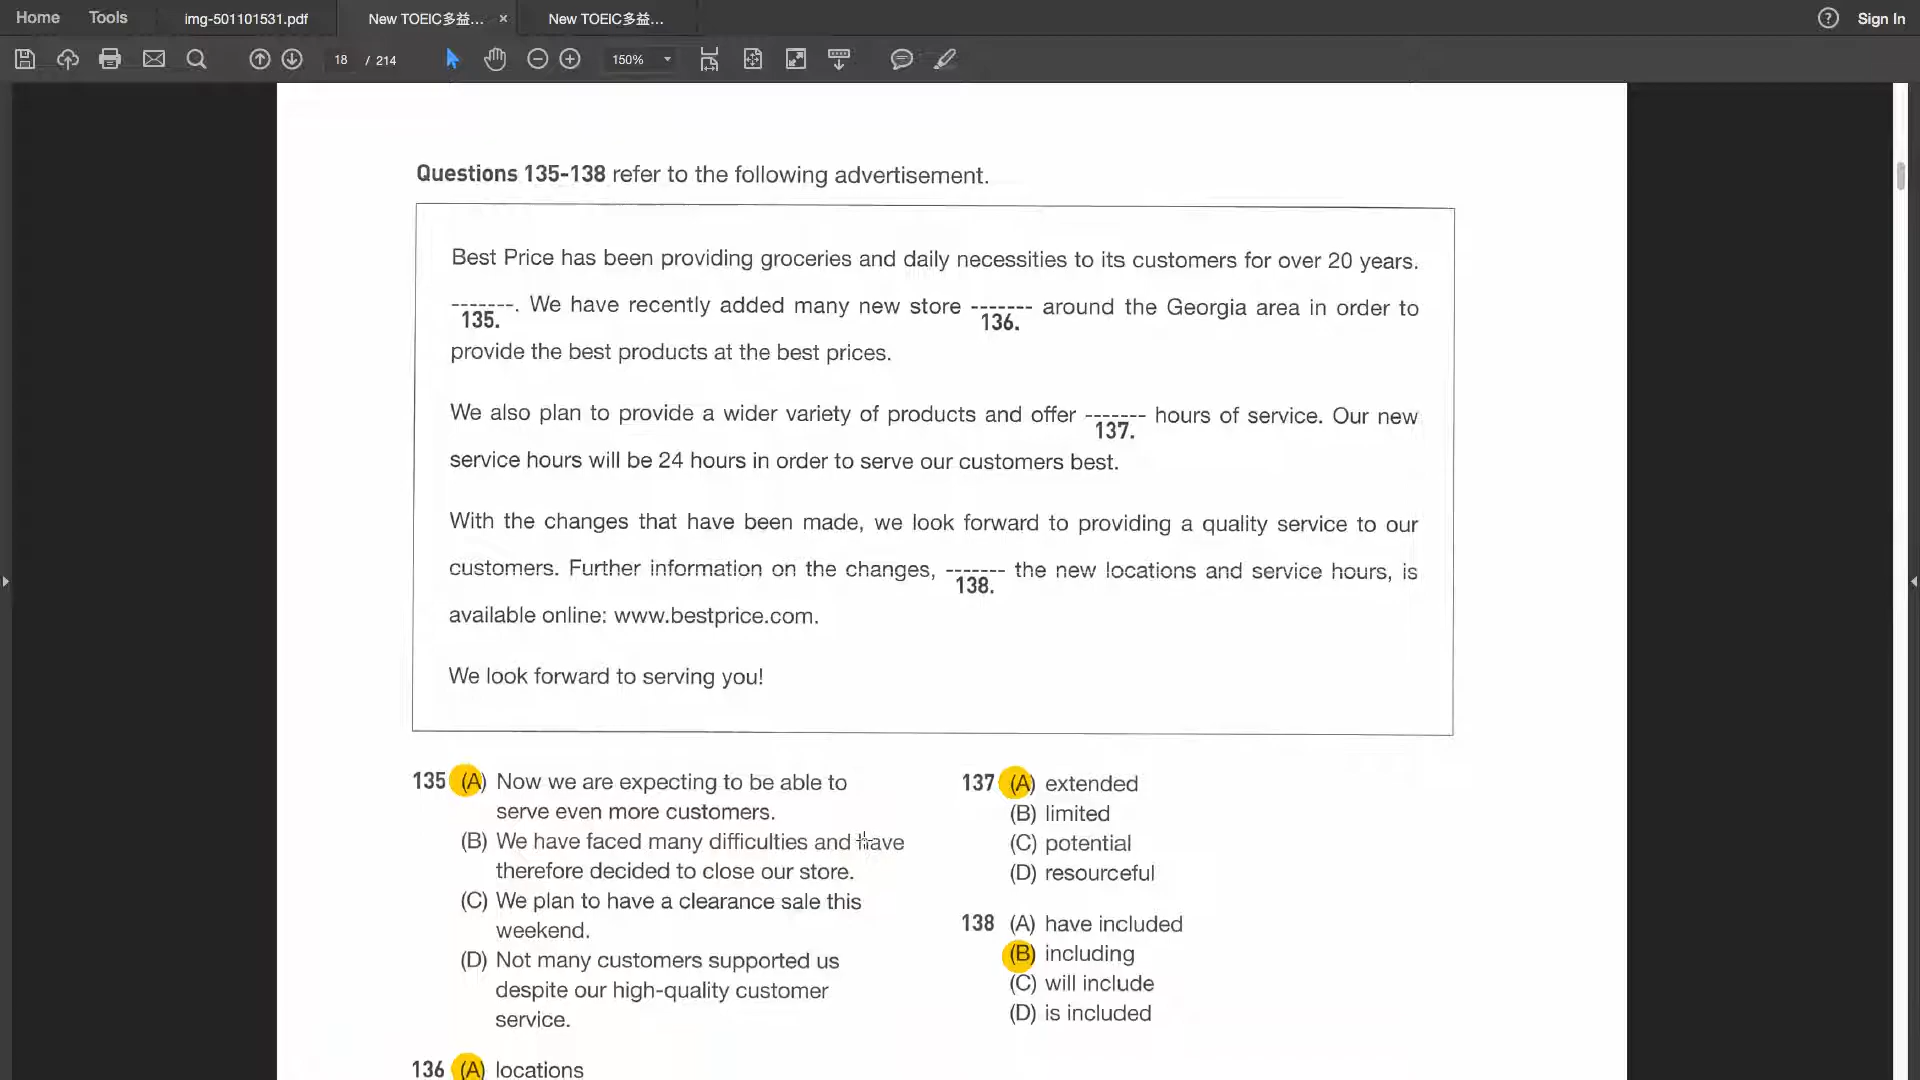 Home Tools img-501101531.pdf New TOEIC多益... × New TOEIC多益... ? Sign In
18 / 214 150%
Questions 135-138 refer to the following advertisement.
Best Price has been providing groceries and daily necessities to its customers for over 20 years.
-------. We have recently added many new store ------- around the Georgia area in order to
135. 136.
provide the best products at the best prices.
We also plan to provide a wider variety of products and offer ------- hours of service. Our new
137.
service hours will be 24 hours in order to serve our customers best.
With the changes that have been made, we look forward to providing a quality service to our
customers. Further information on the changes, ------- the new locations and service hours, is
138.
available online: www.bestprice.com.
We look forward to serving you!
135 (A) Now we are expecting to be able to
serve even more customers.
(B) We have faced many difficulties and have
therefore decided to close our store.
(C) We plan to have a clearance sale this
weekend.
(D) Not many customers supported us
despite our high-quality customer
service.
136 (A) locations
137 (A) extended
(B) limited
(C) potential
(D) resourceful
138 (A) have included
(B) including
(C) will include
(D) is included